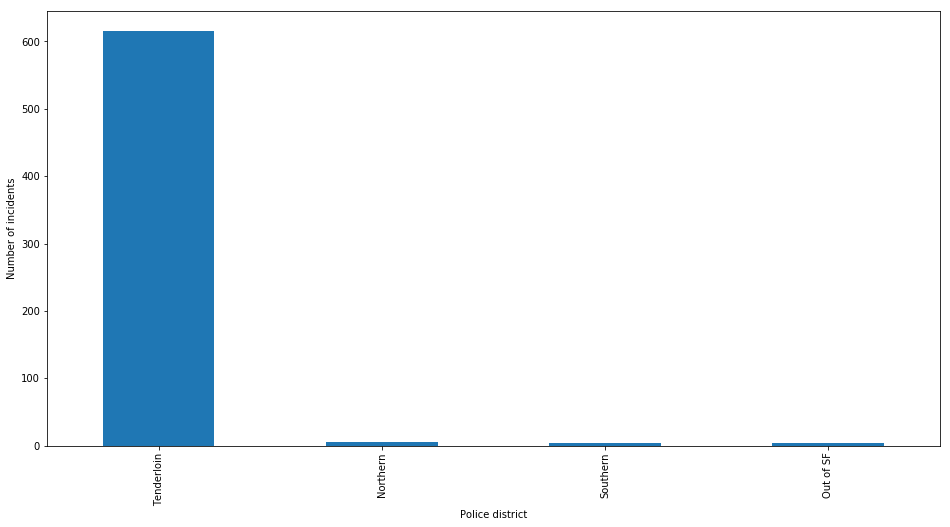 600
500
400
300
200
100
0
Number of incidents
Tenderloin
Northern
Southern
Out of SF
Police district